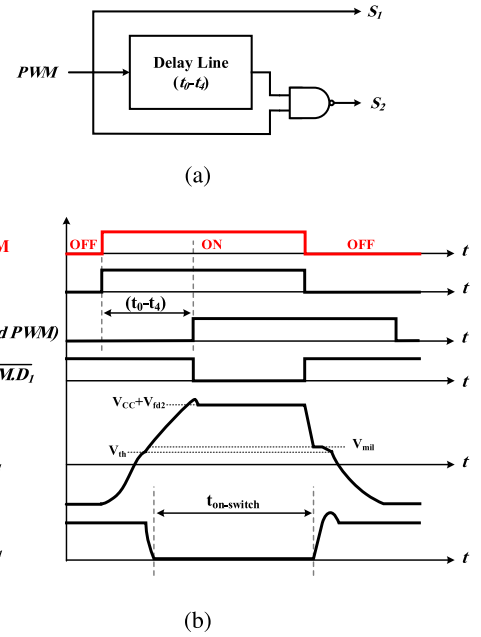 S1
Delay Line
PWM
(t0-t4)
S2
(a)
M
OFF
ON
OFF
t
t
(t0-t4)
d PWM)
t
M.D1
t
VCC+Vfd2
Vth
Vmil
t
ton-switch
t
(b)